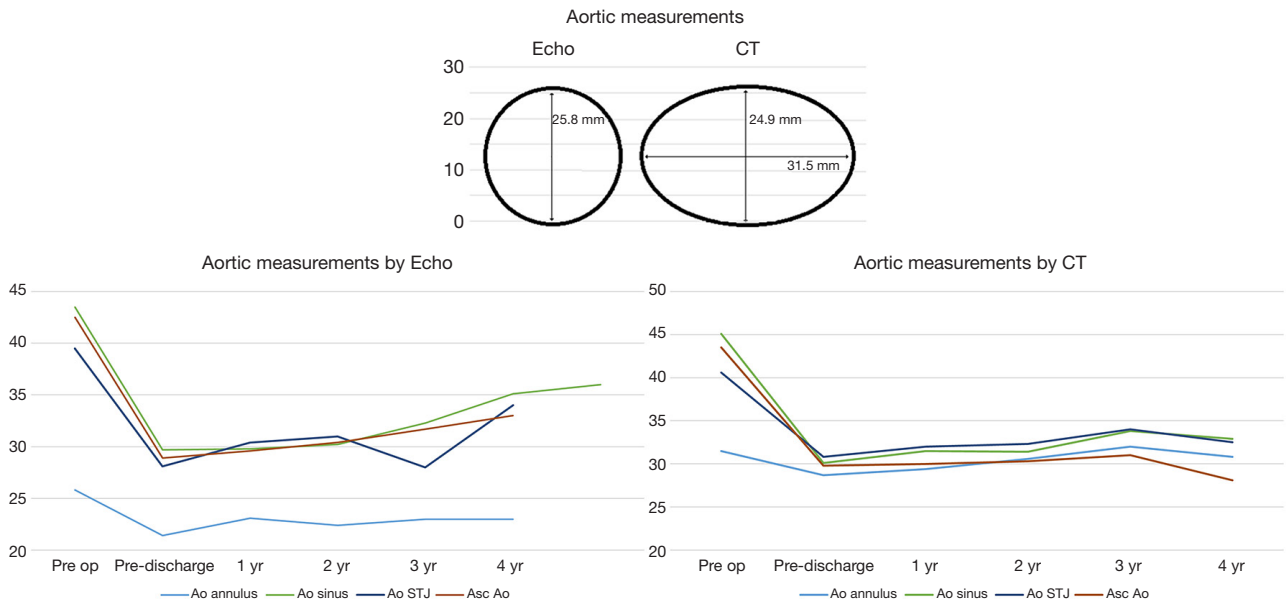 Aortic measurements
Echo CT
30
20
10
0
25.8 mm
24.9 mm
31.5 mm
Aortic measurements by Echo
45
40
35
30
25
20
Pre op Pre-discharge 1 yr 2 yr 3 yr 4 yr
Ao annulus Ao sinus Ao STJ Asc Ao
Aortic measurements by CT
50
45
40
35
30
25
20
Pre op Pre-discharge 1 yr 2 yr 3 yr 4 yr
Ao annulus Ao sinus Ao STJ Asc Ao